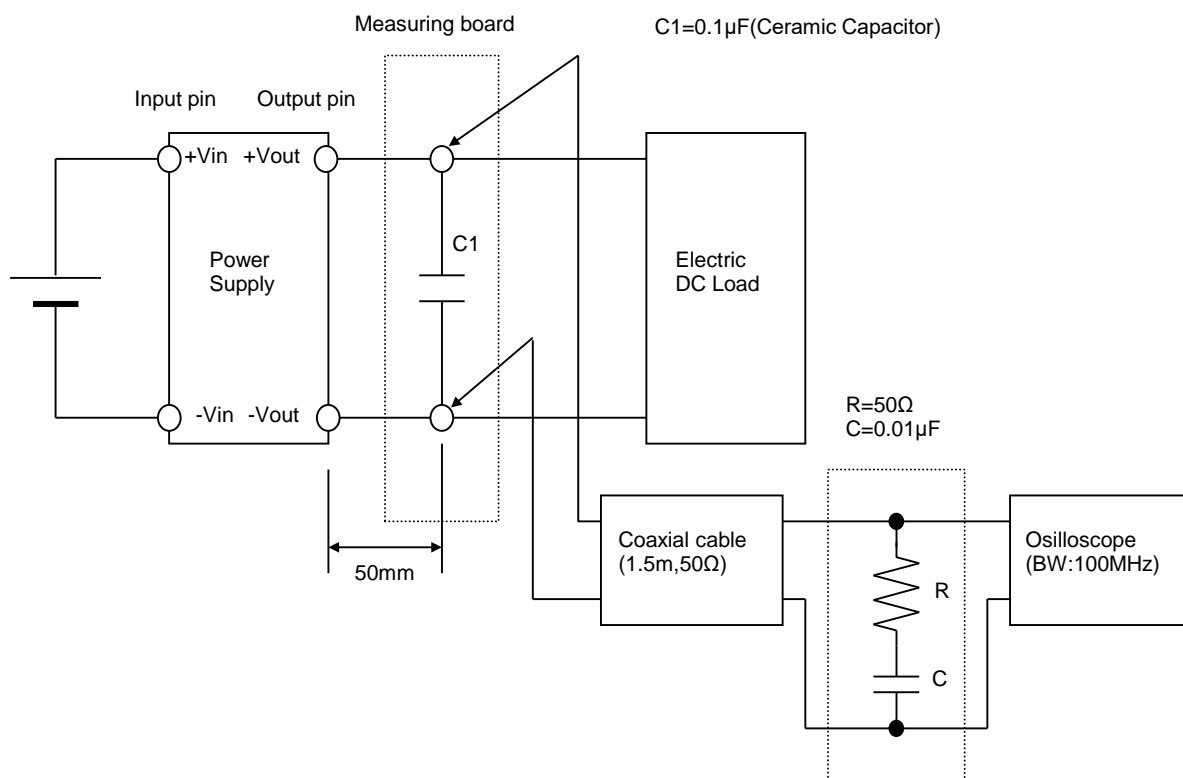 Measuring board
C1=0.1µF(Ceramic Capacitor)
Input pin
Output pin
+Vin
+Vout
C1
Power
Supply
Electric
DC Load
-Vin
-Vout
R=50Ω
C=0.01µF
50mm
Coaxial cable
(1.5m,50Ω)
R
C
Osilloscope
(BW:100MHz)